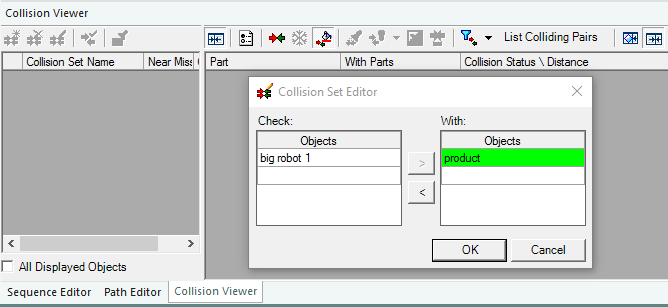 Collision Viewer
List Colliding Pairs
Collision Set Name Near Miss
Part With Parts Collision Status \ Distance
Collision Set Editor
Check: With:
Objects Objects
big robot 1 product
>
<
OK Cancel
All Displayed Objects
Sequence Editor Path Editor Collision Viewer